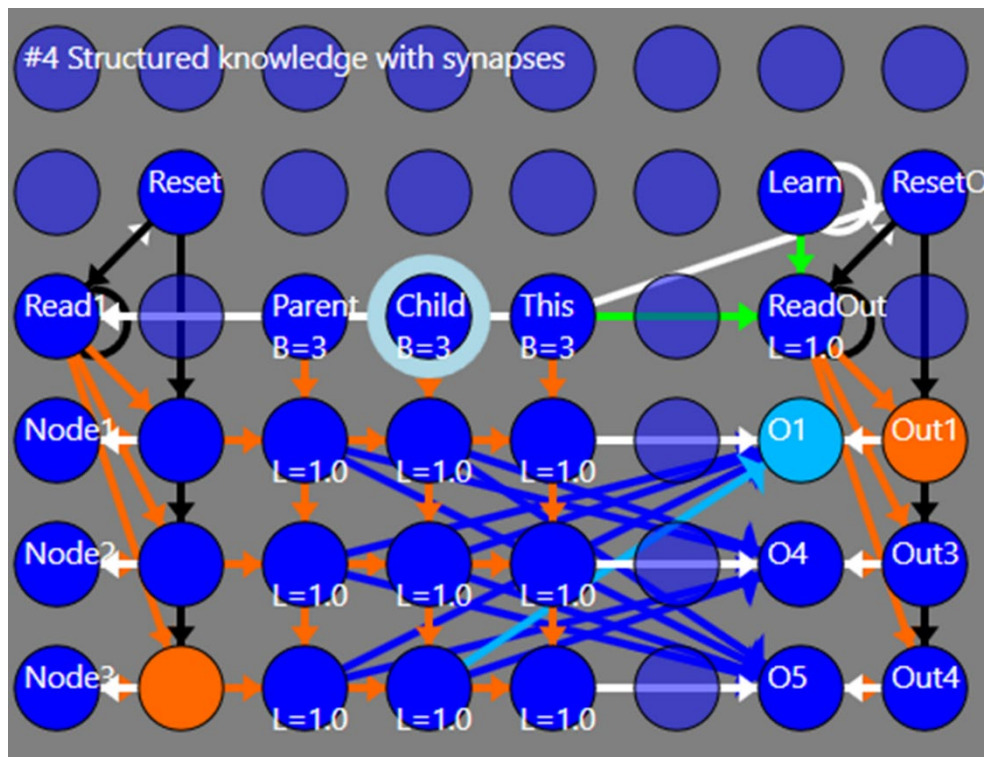 #4 Structured knowledge with synapses
Reset
Learn
ResetO
Read1
Parent
Child
This
ReadOut
B=3
B=3
B=3
L=1.0
Node1
O1
Out1
L=1.0
L=1.0
L=1.0
Node2
O4
Out3
L=1.0
L=1.0
L=1.0
Node3
O5
Out4
L=1.0
L=1.0
L=1.0